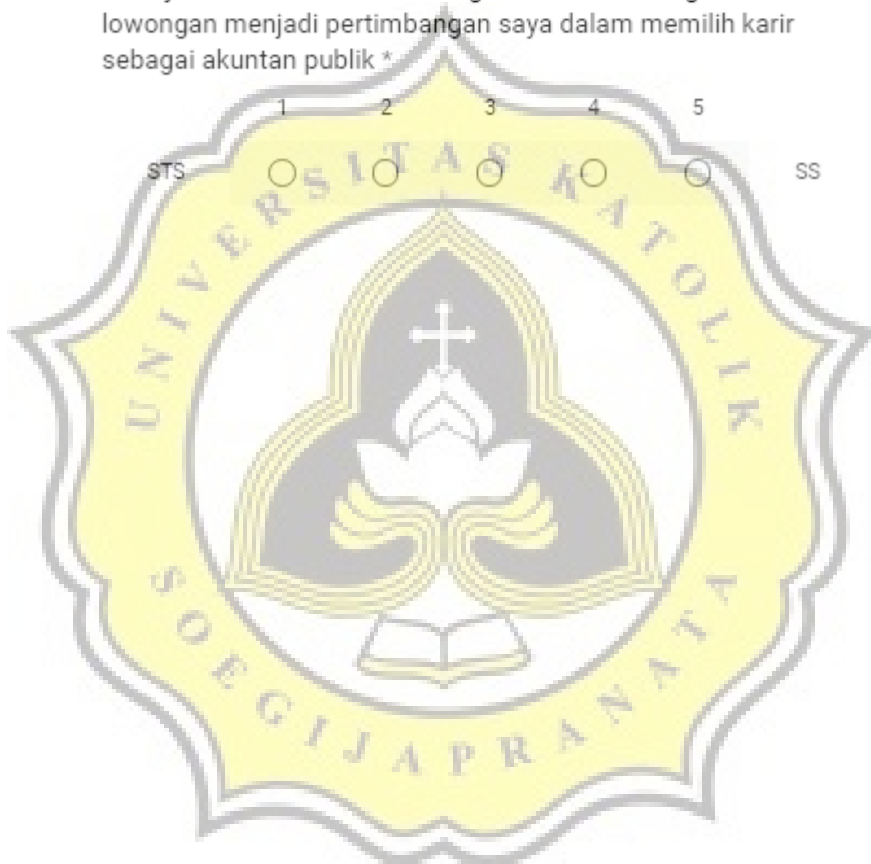 lowongan menjadi pertimbangan saya dalam memilih karir
sebagai akuntan publik *
1 2 3 4 5
STS SS
UNIVERSITAS KATOLIK
SOEGIJAPRANATA